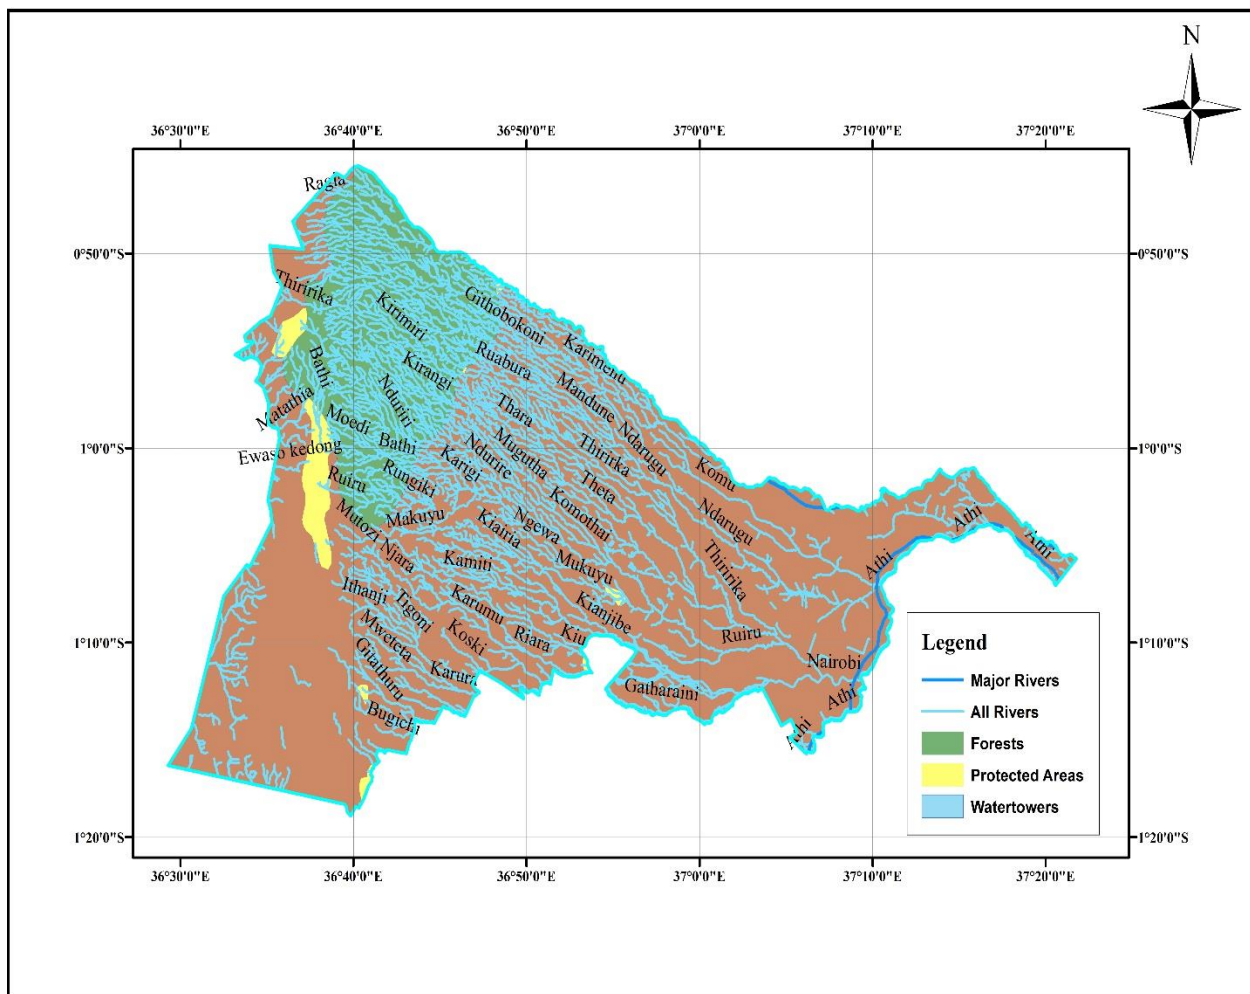 N
36°30'0"E
36°40'0"E
36°50'0"E
37°0'0"E
37°10'0"E
37°20'0"E
0°50'0"S
0°50'0"S
1°0'0"S
1°0'0"S
1°10'0"S
1°10'0"S
1°20'0"S
1°20'0"S
Ragia
Thiririka
Kirimiri
Githobokoni
Karimenu
Bathi
Kirangi
Ruabura
Nduriri
Mandune
Matathia
Moedi
Thara
Bathi
Ndarugu
Ewaso kedong
Mugutha
Thirirka
Karigi
Ndurire
Komu
Ruiru
Rungiki
Theta
Komothai
Ndarugu
Mutozi
Makuyu
Kiairia
Ngewa
Athi
Athi
Njara
Kamiti
Mukuyu
Thiririka
Athi
Ithanji
Tigoni
Karumu
Kianjibe
Mweteta
Koski
Riara
Kiu
Ruiru
Gitathuru
Karura
Nairobi
Gatharaini
Athi
Bugichi
Athi
Legend
Major Rivers
All Rivers
Forests
Protected Areas
Watertowers
36°30'0"E
36°40'0"E
36°50'0"E
37°0'0"E
37°10'0"E
37°20'0"E